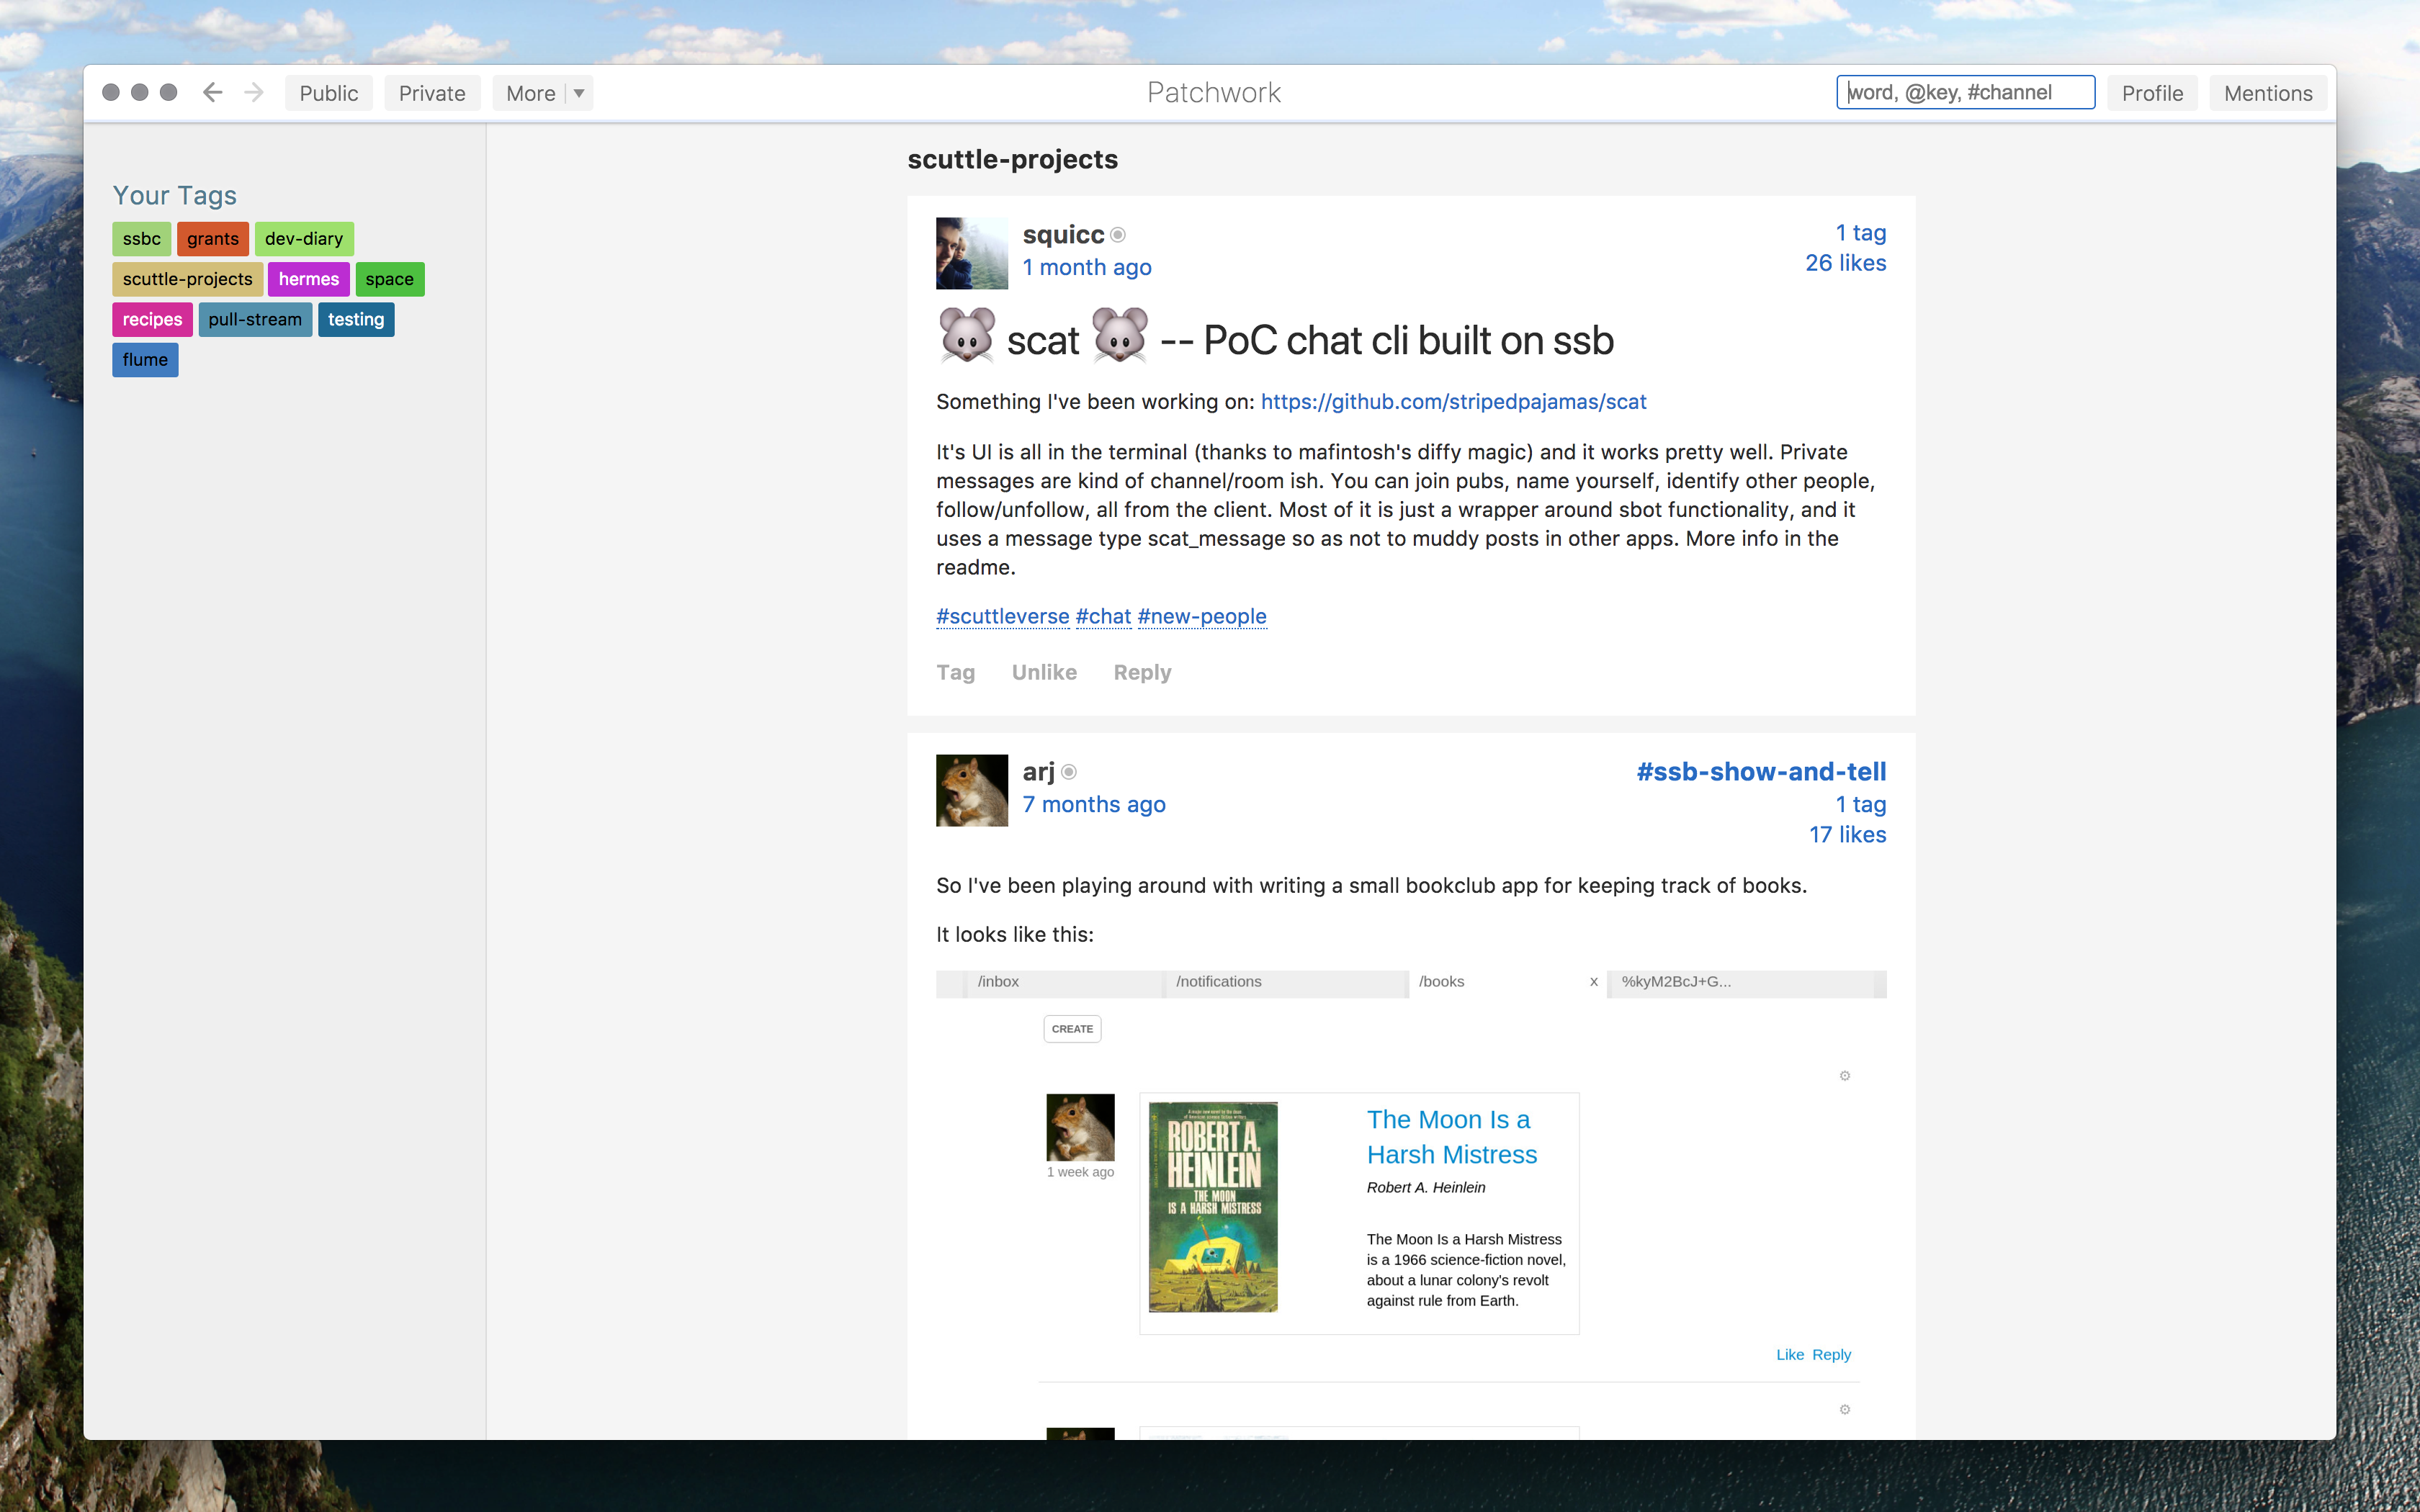 Public Private More Patchwork word, @key, #channel Profile Mentions
Your Tags
ssbc grants dev-diary
scuttle-projects hermes space
recipes pull-stream testing
flume
scuttle-projects
squicc
1 month ago
1 tag
26 likes
scat -- PoC chat cli built on ssb
Something I've been working on: https://github.com/stripedpajamas/scat
It's UI is all in the terminal (thanks to mafintosh's diffy magic) and it works pretty well. Private
messages are kind of channel/room ish. You can join pubs, name yourself, identify other people,
follow/unfollow, all from the client. Most of it is just a wrapper around sbot functionality, and it
uses a message type scat_message so as not to muddy posts in other apps. More info in the
readme.
#scuttleverse #chat #new-people
Tag Unlike Reply
arj
7 months ago
#ssb-show-and-tell
1 tag
17 likes
So I've been playing around with writing a small bookclub app for keeping track of books.
It looks like this:
/inbox /notifications /books x %kyM2BcJ+G...
CREATE
1 week ago
ROBERT A.
HEINLEIN
THE MOON
IS A HARSH MISTRESS
The Moon Is a
Harsh Mistress
Robert A. Heinlein
The Moon Is a Harsh Mistress
is a 1966 science-fiction novel,
about a lunar colony's revolt
against rule from Earth.
Like Reply